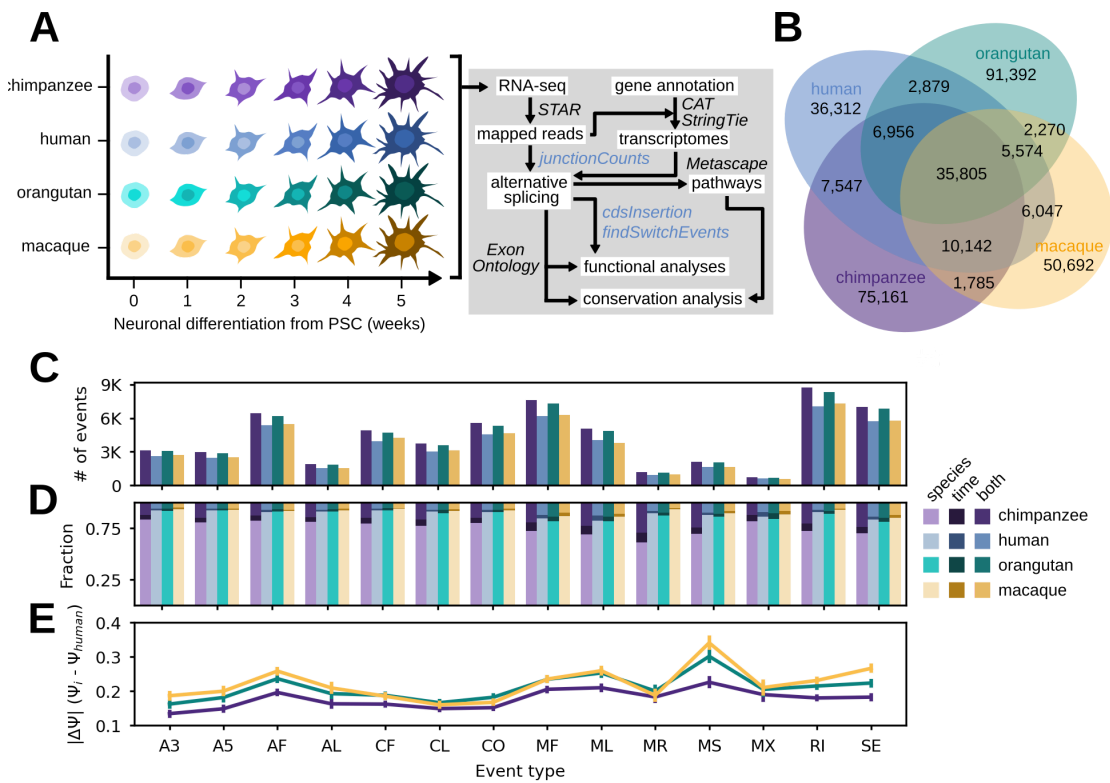 A
chimpanzee
human
orangutan
macaque
0 1 2 3 4 5
Neuronal differentiation from PSC (weeks)
RNA-seq
gene annotation
STAR
CAT
StringTie
mapped reads
transcriptomes
junctionCounts
Metascape
alternative
splicing
pathways
cdsInsertion
findSwitchEvents
Exon
Ontology
functional analyses
conservation analysis
B
orangutan
91,392
human
36,312
2,879
6,956
2,270
5,574
35,805
7,547
6,047
10,142
macaque
50,692
chimpanzee
75,161
1,785
C
# of events
9K
6K
3K
0
D
Fraction
0.75
0.25
species
time
both
chimpanzee
human
orangutan
macaque
E
|ΔΨ| (Ψi - Ψhuman)
0.4
0.3
0.2
0.1
A3 A5 AF AL CF CL CO MF ML MR MS MX RI SE
Event type